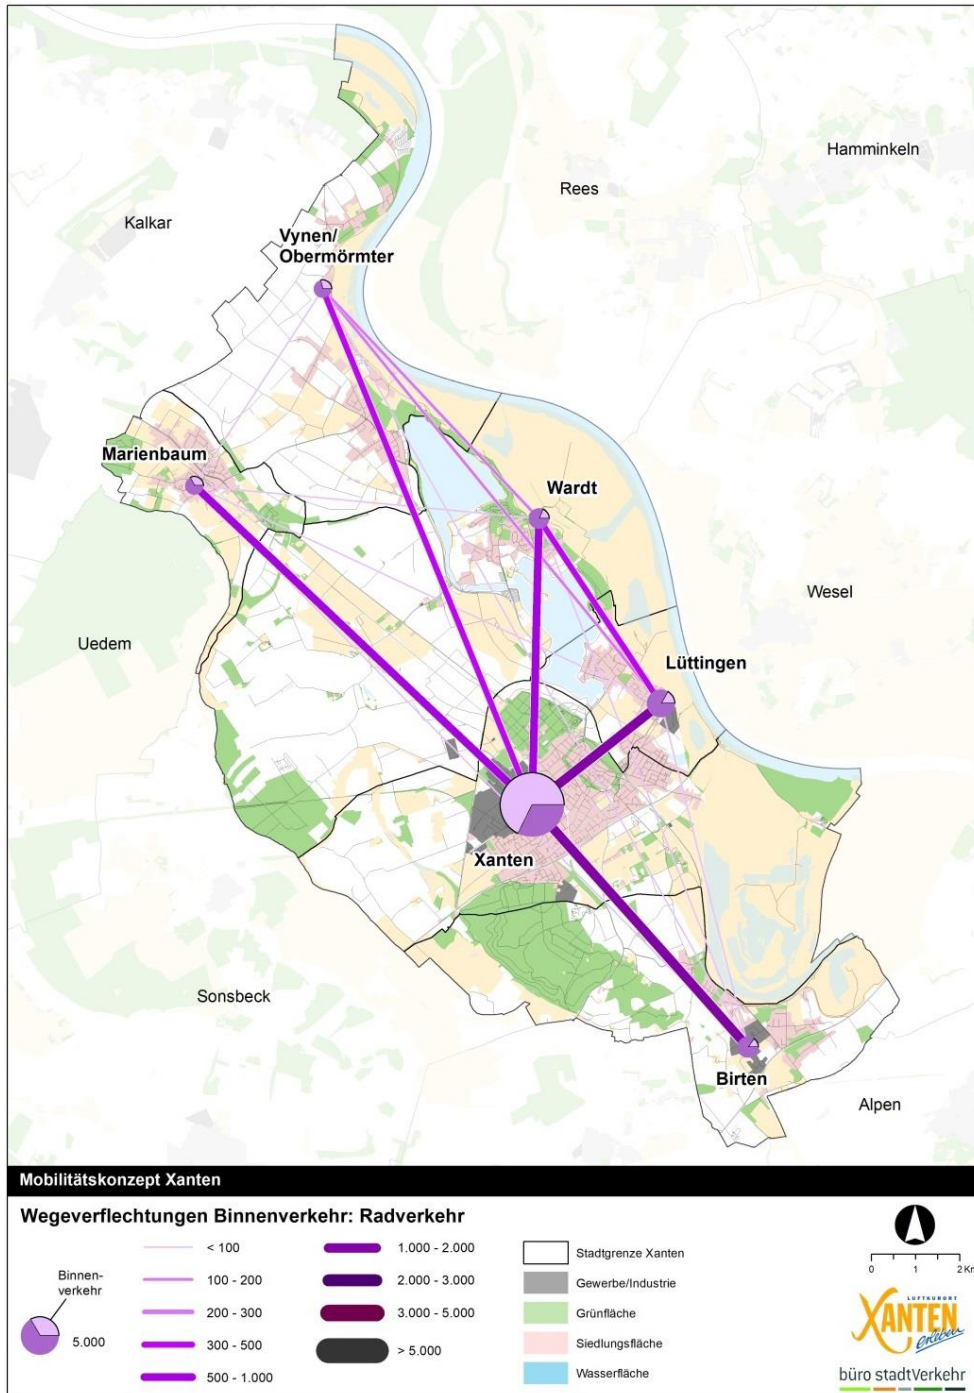 Hamminkeln
Rees
Kalkar
Vynen/
Obermörmter
Marienbaum
Wardt
Wesel
Uedem
Lüttingen
Xanten
Sonsbeck
Birten
Alpen
Mobilitätskonzept Xanten
Wegeverflechtungen Binnenverkehr: Radverkehr
Binnen-
verkehr
5.000
< 100
100 - 200
200 - 300
300 - 500
500 - 1.000
1.000 - 2.000
2.000 - 3.000
3.000 - 5.000
> 5.000
Stadtgrenze Xanten
Gewerbe/Industrie
Grünfläche
Siedlungsfläche
Wasserfläche
0 1 2 Km
LUFTKURORT
XANTEN
erleben
büro stadtVerkehr